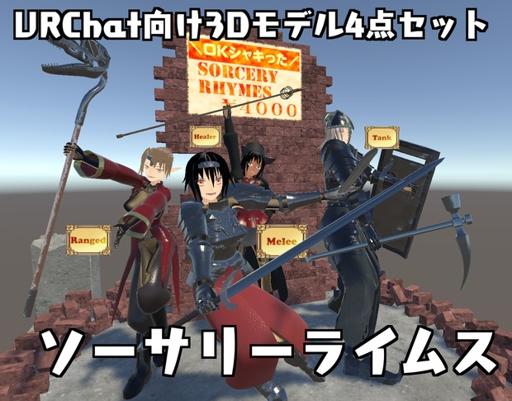 VRChat向け3Dモデル4点セット
＼OKシャキった／
SORCERY
RHYMES
￥4000
Healer
Tank
Ranged
Melee
ソーサリーライムス